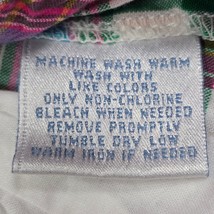 MACHINE WASH WARM
WASH WITH
LIKE COLORS
ONLY NON-CHLORINE
BLEACH WHEN NEEDED
REMOVE PROMPTLY
TUMBLE DRY LOW
WARM IRON IF NEEDED